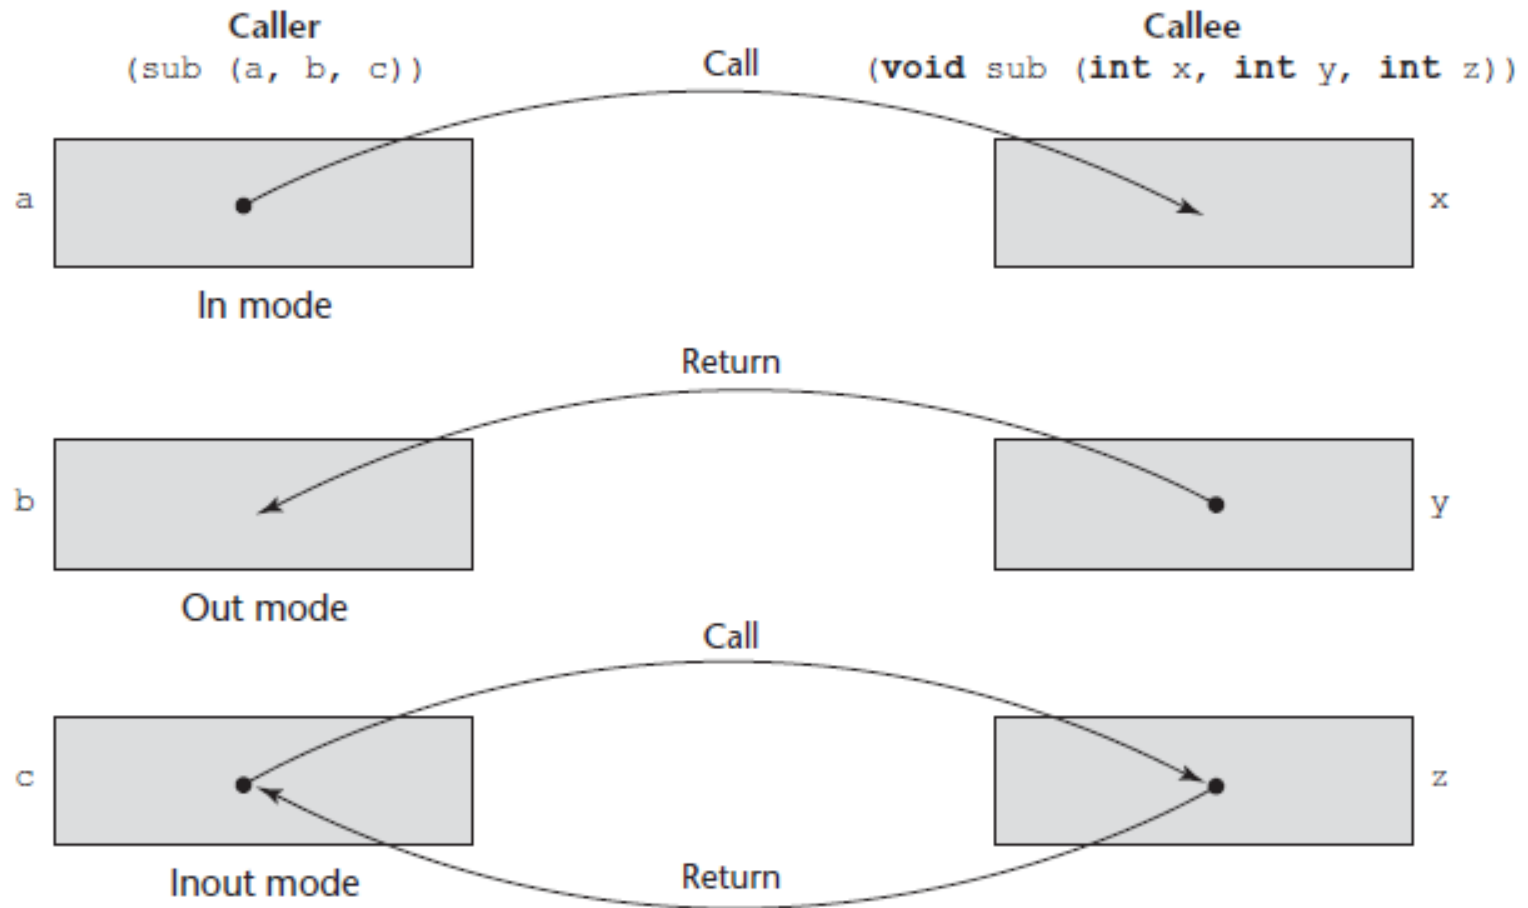 Caller
Callee
(sub (a, b, c))
Call
(void sub (int x, int y, int z))
a
x
In mode
Return
b
y
Out mode
Call
c
z
Inout mode
Return